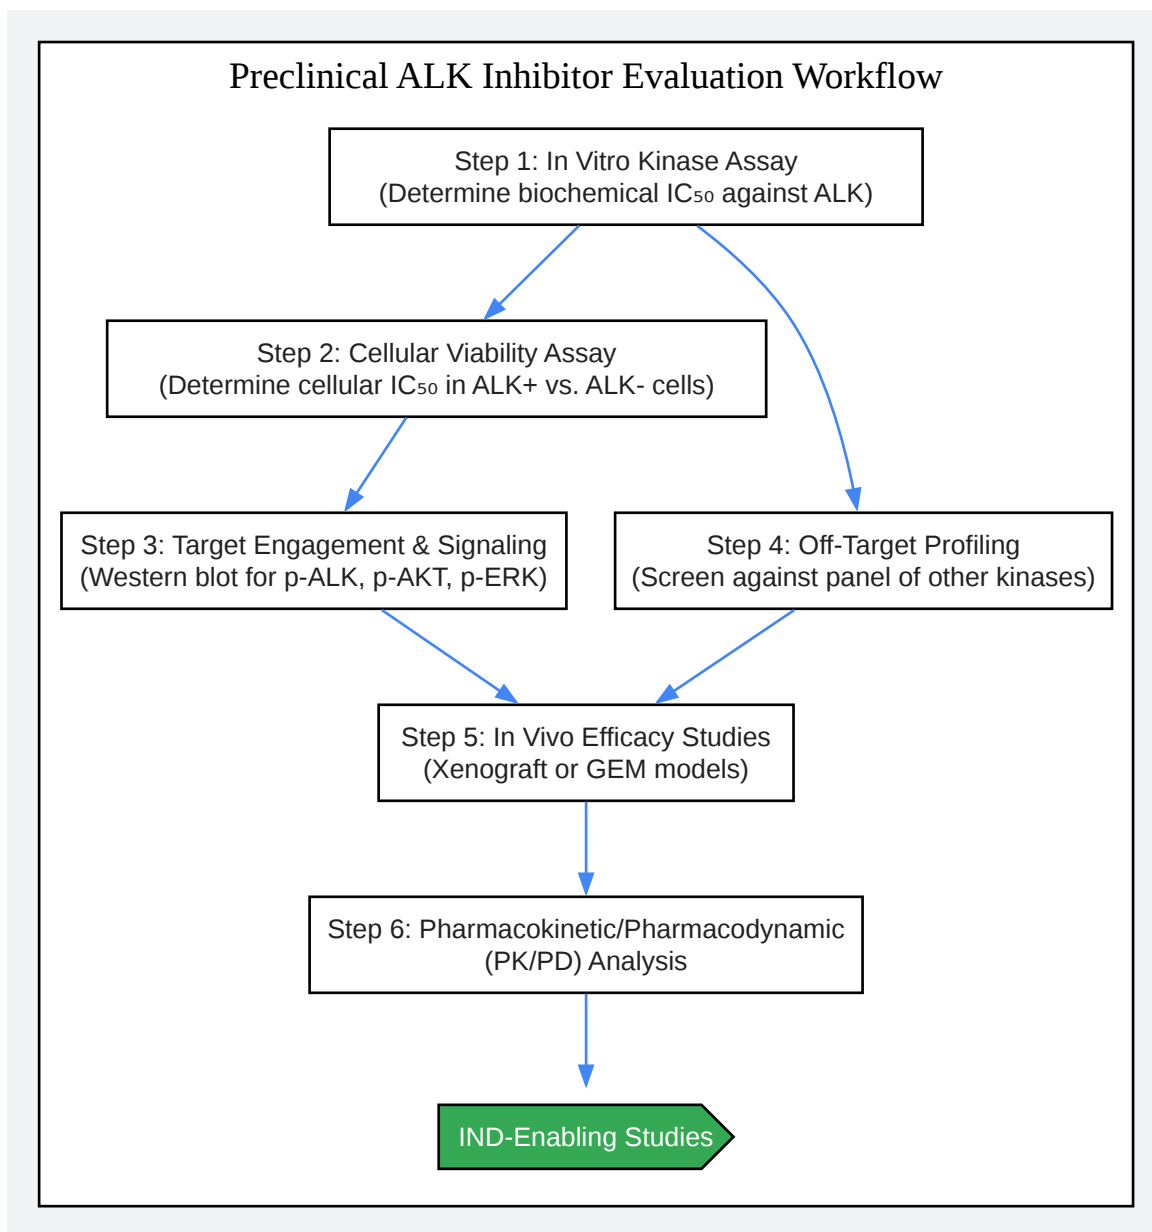 Preclinical ALK Inhibitor Evaluation Workflow
Step 1: In Vitro Kinase Assay
(Determine biochemical IC₅₀ against ALK)
Step 2: Cellular Viability Assay
(Determine cellular IC₅₀ in ALK+ vs. ALK- cells)
Step 3: Target Engagement & Signaling
(Western blot for p-ALK, p-AKT, p-ERK)
Step 4: Off-Target Profiling
(Screen against panel of other kinases)
Step 5: In Vivo Efficacy Studies
(Xenograft or GEM models)
Step 6: Pharmacokinetic/Pharmacodynamic
(PK/PD) Analysis
IND-Enabling Studies